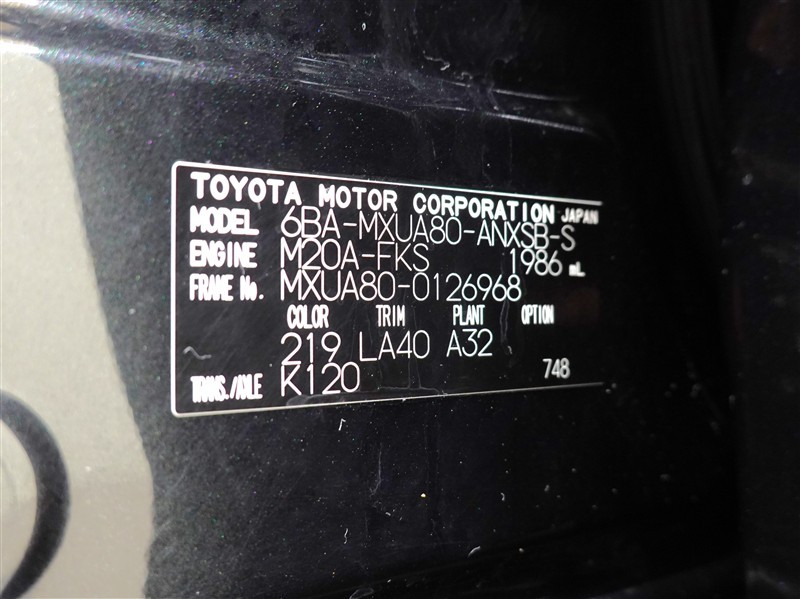 TOYOTA MOTOR CORPORATION JAPAN
MODEL 6BA-MXUA80-ANXSB-S
ENGINE M20A-FKS 1986 mL
FRAME No. MXUA80-0126968
COLOR TRIM PLANT OPTION
219 LA40 A32
TRANS./AXLE K120 748